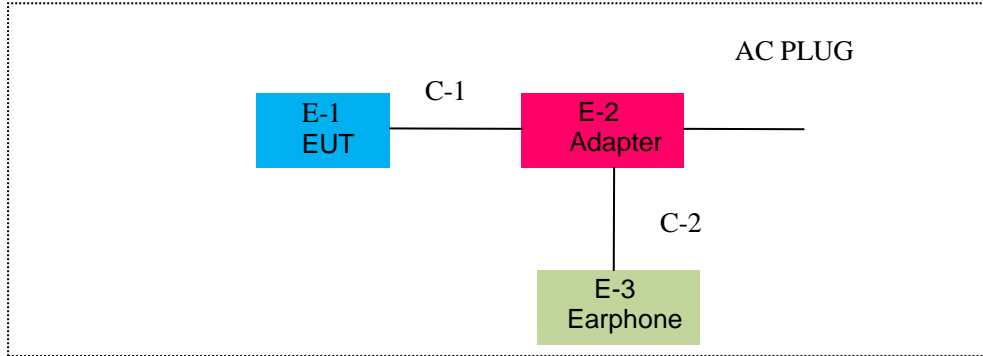 AC PLUG
C-1
E-1
EUT
E-2
Adapter
C-2
E-3
Earphone